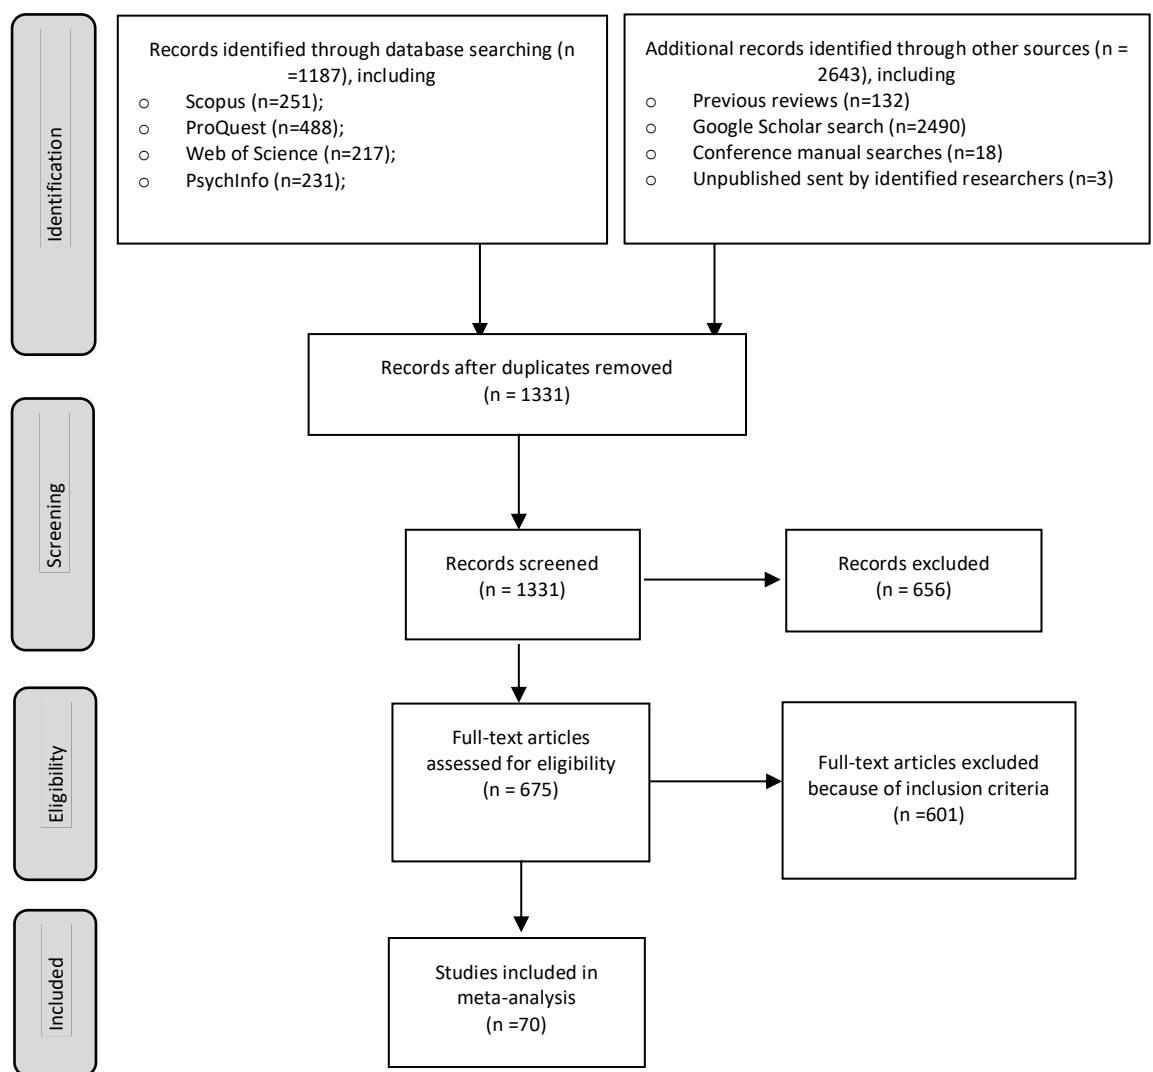 Identification
Records identified through database searching (n
=1187), including
o Scopus (n=251);
o ProQuest (n=488);
o Web of Science (n=217);
o PsychInfo (n=231);
Additional records identified through other sources (n =
2643), including
o Previous reviews (n=132)
o Google Scholar search (n=2490)
o Conference manual searches (n=18)
o Unpublished sent by identified researchers (n=3)
Records after duplicates removed
(n = 1331)
Screening
Records screened
(n = 1331)
Records excluded
(n = 656)
Eligibility
Full-text articles
assessed for eligibility
(n = 675)
Full-text articles excluded
because of inclusion criteria
(n =601)
Included
Studies included in
meta-analysis
(n =70)